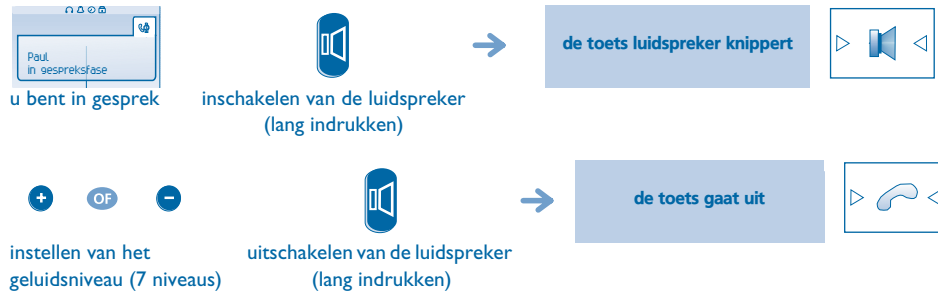 Paul
in gespreksfase
u bent in gesprek
inschakelen van de luidspreker
(lang indrukken)
de toets luidspreker knippert
+ OF -
instellen van het
geluidsniveau (7 niveaus)
uitschakelen van de luidspreker
(lang indrukken)
de toets gaat uit